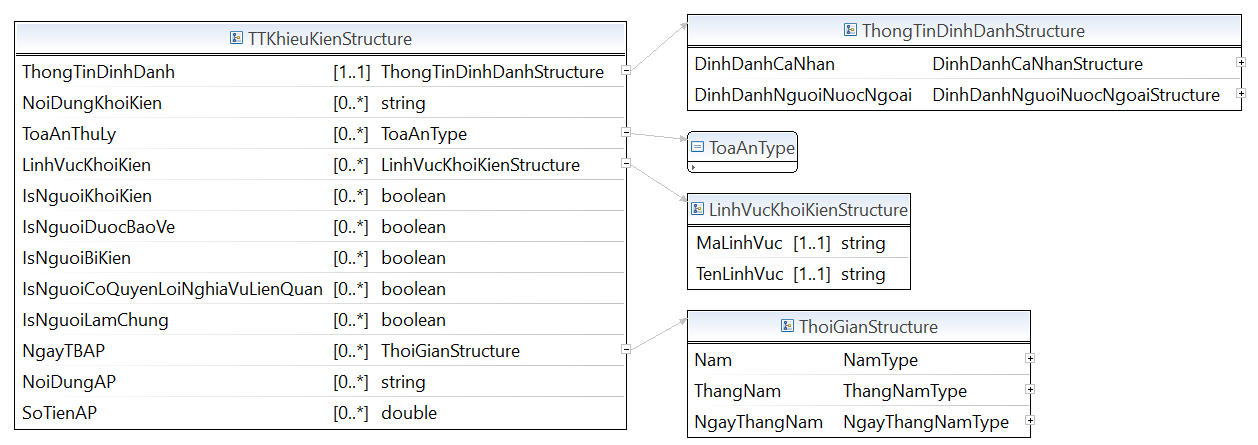 TTKhieuKienStructure
ThongTinDinhDanh [1..1] ThongTinDinhDanhStructure
NoiDungKhoiKien [0..*] string
ToaAnThuLy [0..*] ToaAnType
LinhVucKhoiKien [0..*] LinhVucKhoiKienStructure
IsNguoiKhoiKien [0..*] boolean
IsNguoiDuocBaoVe [0..*] boolean
IsNguoiBiKien [0..*] boolean
IsNguoiCoQuyenLoiNghiaVuLienQuan [0..*] boolean
IsNguoiLamChung [0..*] boolean
NgayTBAP [0..*] ThoiGianStructure
NoiDungAP [0..*] string
SoTienAP [0..*] double
ThongTinDinhDanhStructure
DinhDanhCaNhan DinhDanhCaNhanStructure
DinhDanhNguoiNuocNgoai DinhDanhNguoiNuocNgoaiStructure
ToaAnType
LinhVucKhoiKienStructure
MaLinhVuc [1..1] string
TenLinhVuc [1..1] string
ThoiGianStructure
Nam NamType
ThangNam ThangNamType
NgayThangNam NgayThangNamType